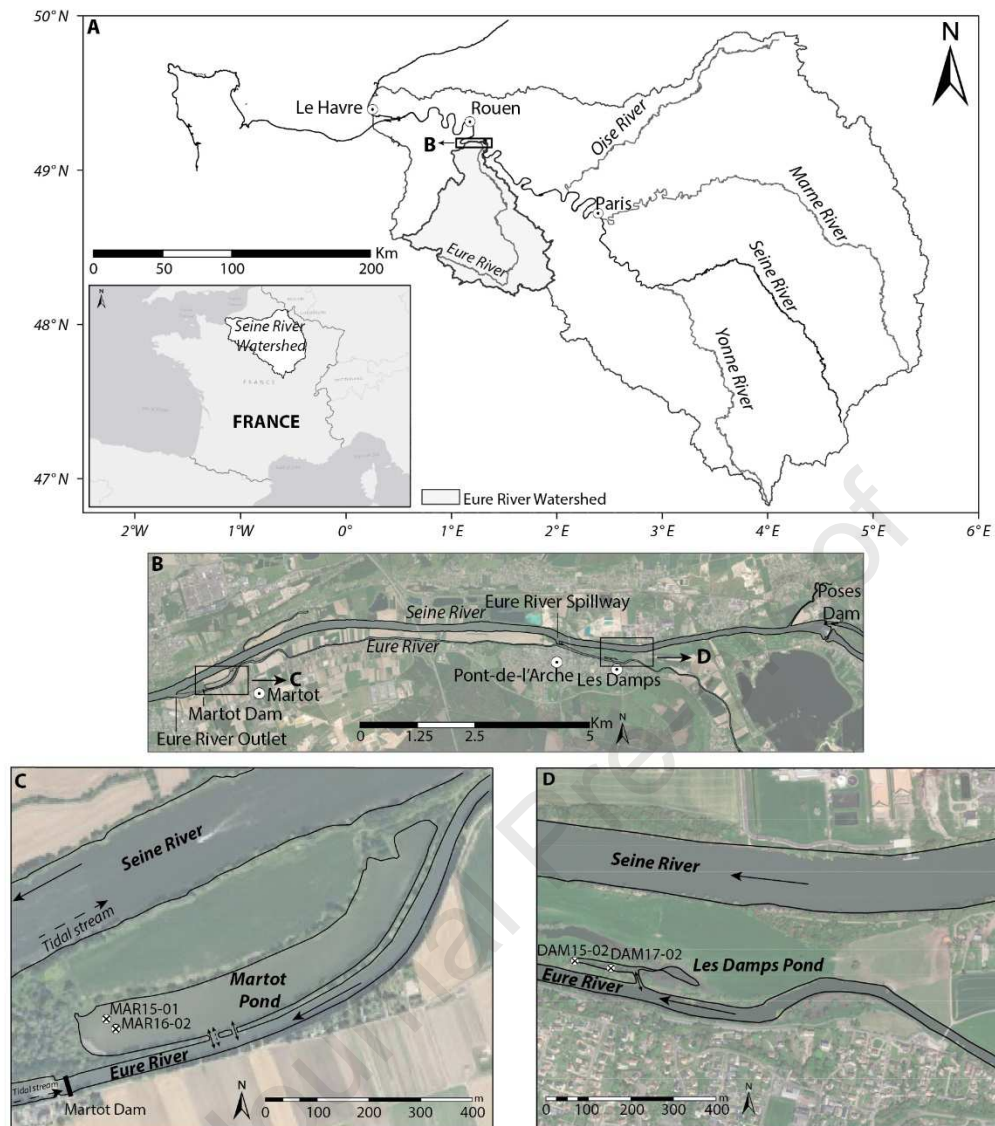 50° N
49° N
48° N
47° N
2°W
1°W
0°
1°E
2°E
3°E
4°E
5°E
6°E
A
N
Le Havre
Rouen
B
Oise River
Marne River
Paris
Seine River
Eure River
Yonne River
Km
0 50 100 200
N
Seine River
Watershed
FRANCE
FRANCE
Eure River Watershed
B
Seine River
Eure River Spillway
Poses
Dam
Eure River
Pont-de-l'Arche
D
Les Damps
C
Martot
Martot Dam
Eure River Outlet
Km
0 1.25 2.5 5
N
C
Seine River
Tidal stream
Martot
Pond
MAR15-01
MAR16-02
Eure River
Tidal stream
Martot Dam
N
m
0 100 200 300 400
D
Seine River
DAM15-02
DAM17-02
Les Damps Pond
Eure River
m
0 100 200 300 400
N
Journal Pre-proof